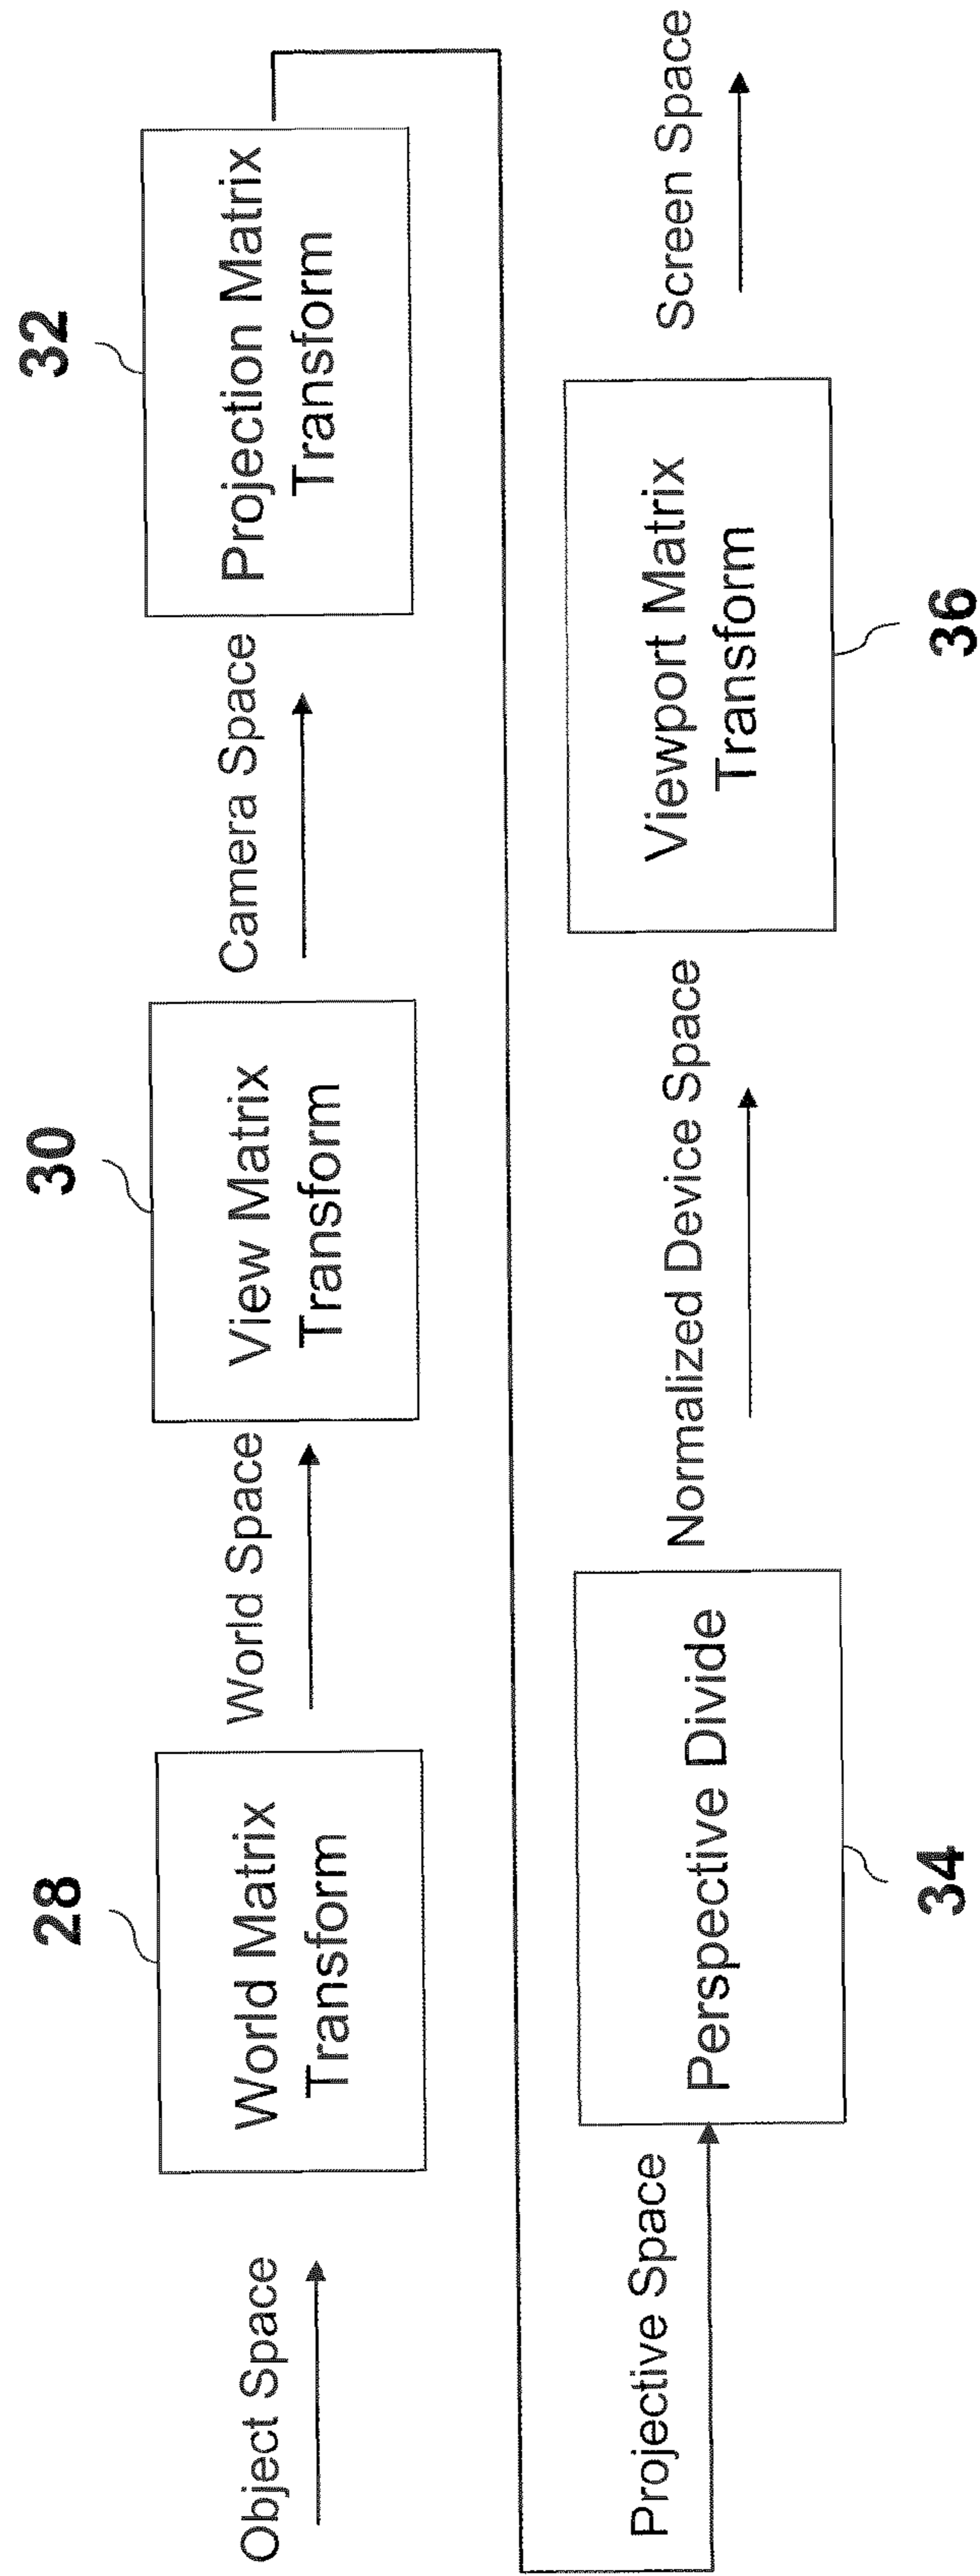 32
30
28
Object Space
World Matrix
Transform
World Space
View Matrix
Transform
Camera Space
Projection Matrix
Transform
Projective Space
Perspective Divide
Normalized Device Space
Viewport Matrix
Transform
Screen Space
34
36